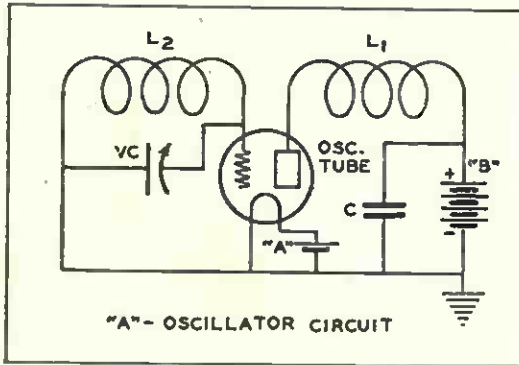 L2
L1
VC
OSC.
TUBE
"B"
+
C
-
"A"
"A"- OSCILLATOR CIRCUIT